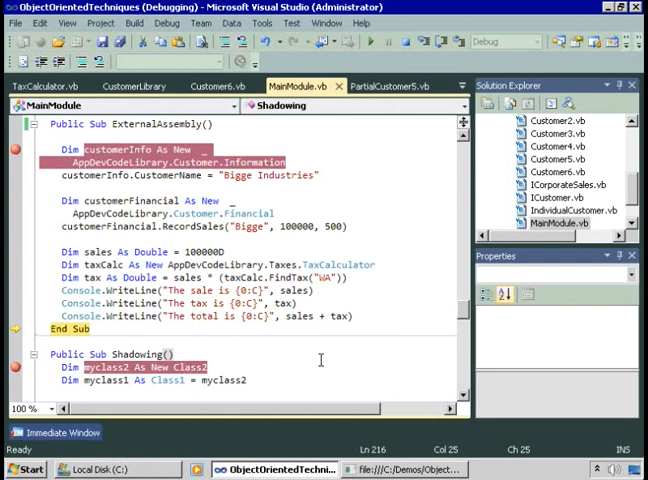 ObjectOrientedTechniques (Debugging) - Microsoft Visual Studio (Administrator)
File Edit View Project Build Debug Team Data Tools Test Window Help
Debug
TaxCalculator.vb CustomerLibrary Customer6.vb MainModule.vb PartialCustomer5.vb
MainModule Shadowing
Public Sub ExternalAssembly()
Dim customerInfo As New _
AppDevCodeLibrary.Customer.Information
customerInfo.CustomerName = "Bigge Industries"
Dim customerFinancial As New _
AppDevCodeLibrary.Customer.Financial
customerFinancial.RecordSales("Bigge", 100000, 500)
Dim sales As Double = 100000D
Dim taxCalc As New AppDevCodeLibrary.Taxes.TaxCalculator
Dim tax As Double = sales * (taxCalc.FindTax("WA"))
Console.WriteLine("The sale is {0:C}", sales)
Console.WriteLine("The tax is {0:C}", tax)
Console.WriteLine("The total is {0:C}", sales + tax)
End Sub
Public Sub Shadowing()
Dim myclass2 As New Class2
Dim myclass1 As Class1 = myclass2
100 %
Solution Explorer
Customer2.vb
Customer3.vb
Customer4.vb
Customer5.vb
Customer6.vb
ICorporateSales.vb
ICustomer.vb
IndividualCustomer.vb
MainModule.vb
Properties
Immediate Window
Ready Ln 216 Col 25 Ch 25 INS
Start Local Disk (C:) ObjectOrientedTechni... file:///C:/Demos/Object...